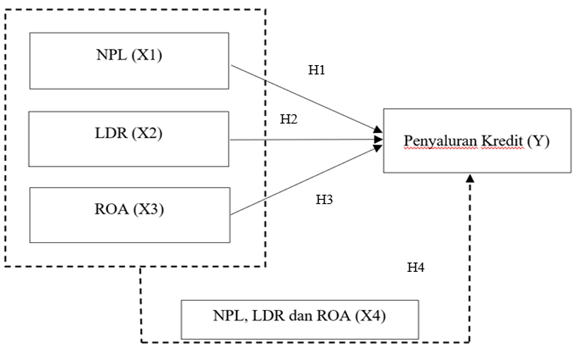 NPL (X1)
H1
LDR (X2)
H2
Penyaluran Kredit (Y)
ROA (X3)
H3
H4
NPL, LDR dan ROA (X4)